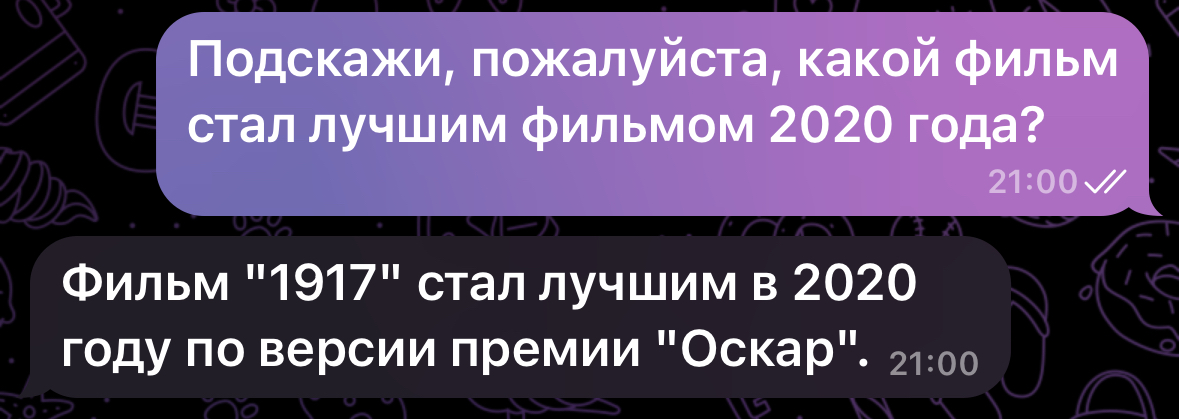 Подскажи, пожалуйста, какой фильм
стал лучшим фильмом 2020 года?
21:00
Фильм "1917" стал лучшим в 2020
году по версии премии "Оскар". 21:00